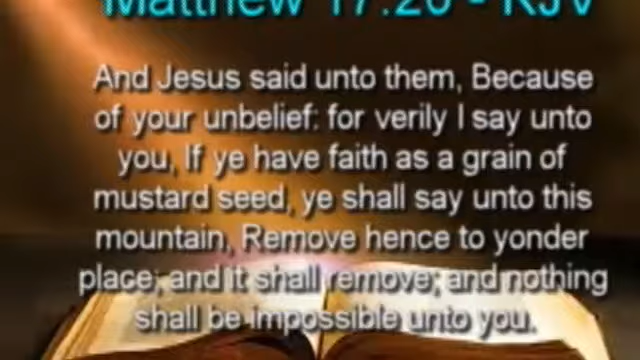 Matthew 17:20 - KJV
And Jesus said unto them, Because
of your unbelief: for verily I say unto
you, If ye have faith as a grain of
mustard seed, ye shall say unto this
mountain, Remove hence to yonder
place; and it shall remove; and nothing
shall be impossible unto you.